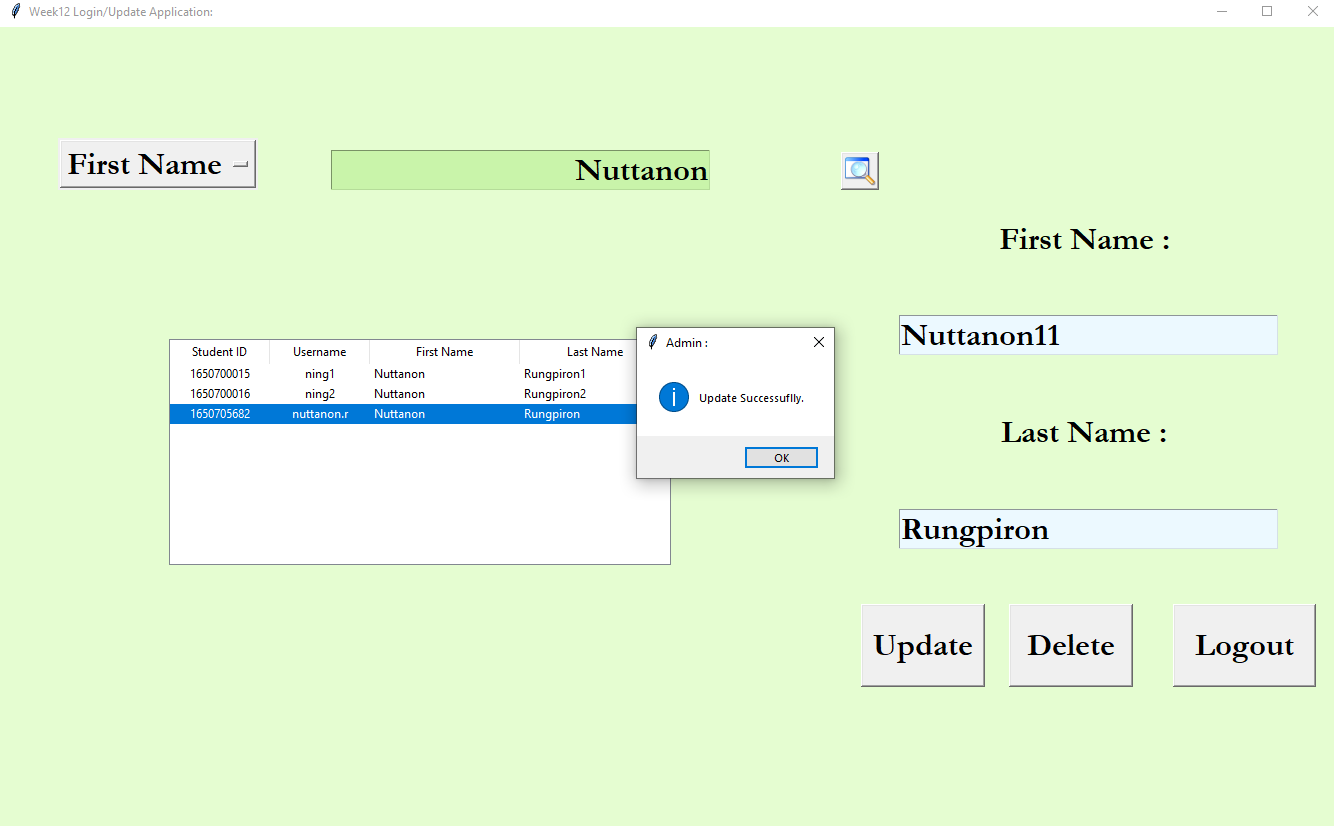 Week12 Login/Update Application:
First Name
Nuttanon
First Name :
Nuttanon11
Student ID Username First Name Last Name
1650700015 ning1 Nuttanon Rungpiron1
1650700016 ning2 Nuttanon Rungpiron2
1650705682 nuttanon.r Nuttanon Rungpiron
Admin :
Update Successuflly.
OK
Last Name :
Rungpiron
Update Delete Logout